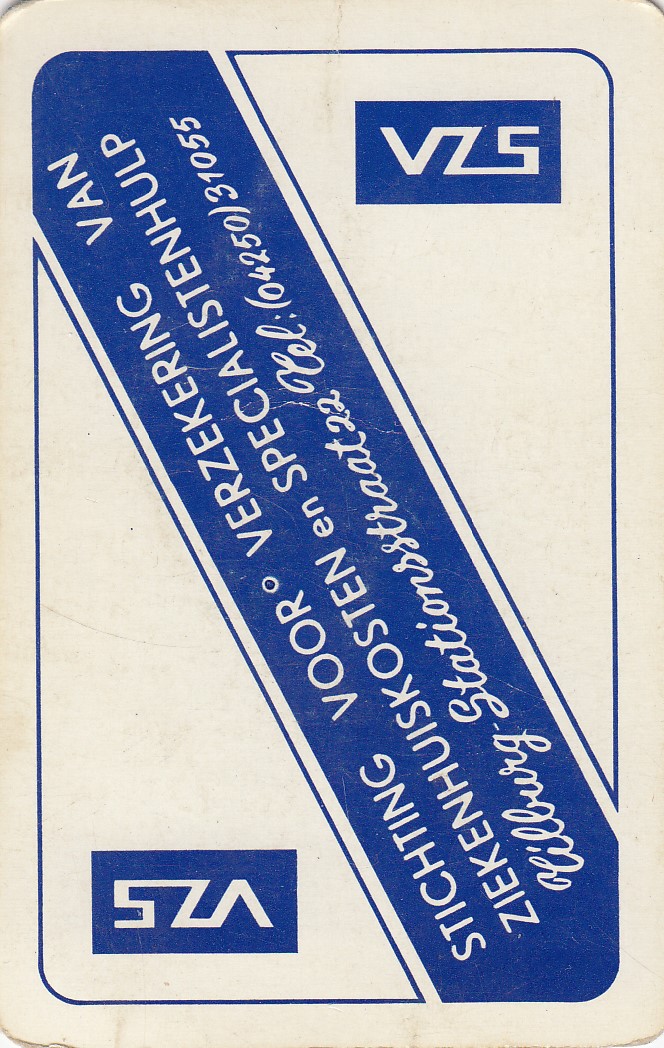 VZS
STICHTING VOOR VERZEKERING VAN
ZIEKENHUISKOSTEN en SPECIALISTENHULP
Tilburg-Stationsstraat 22 Tel:(04250)31055
VZS